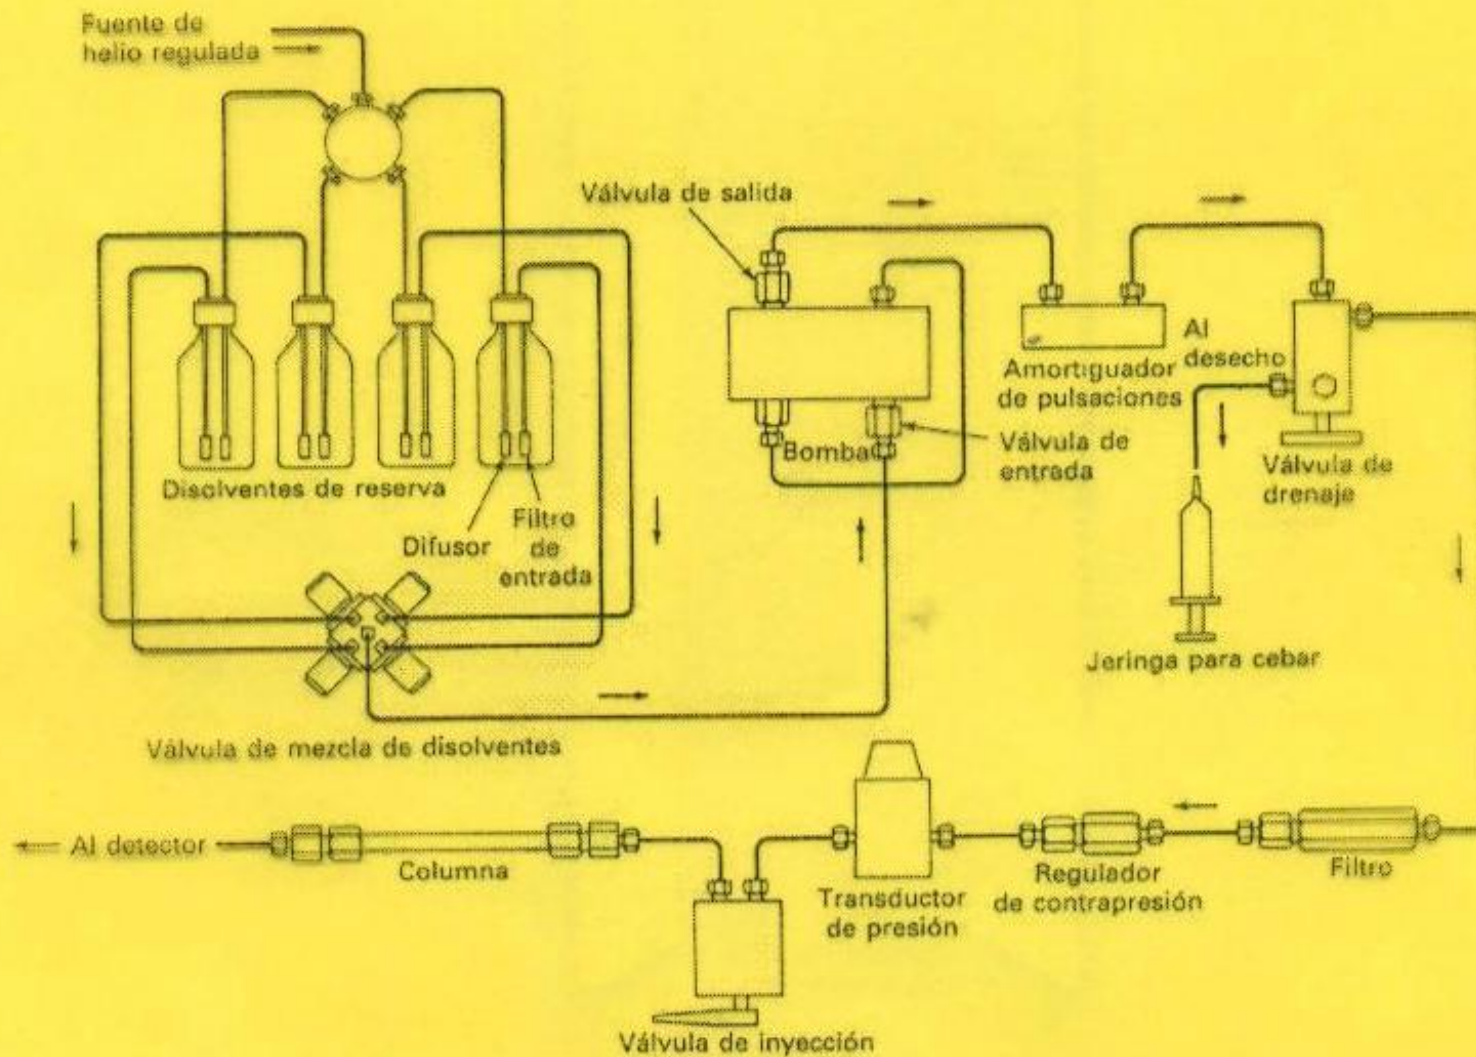 Fuente de
helio regulada
Válvula de salida
Al
desecho
Amortiguador
de pulsaciones
Bomba
Válvula de
entrada
Válvula de
drenaje
Disolventes de reserva
Difusor
Filtro
de
entrada
Jeringa para cebar
Válvula de mezcla de disolventes
Al detector
Columna
Transductor
de presión
Regulador
de contrapresión
Filtro
Válvula de inyección